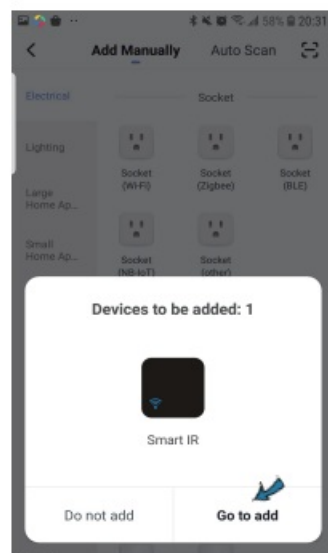 58% 20:31
Add Manually Auto Scan
Electrical
Socket
Lighting
Socket
(Wi-Fi)
Socket
(Zigbee)
Socket
(BLE)
Large
Home Ap...
Small
Home Ap...
Socket
(NB-IoT)
Socket
(other)
Devices to be added: 1
Smart IR
Do not add
Go to add